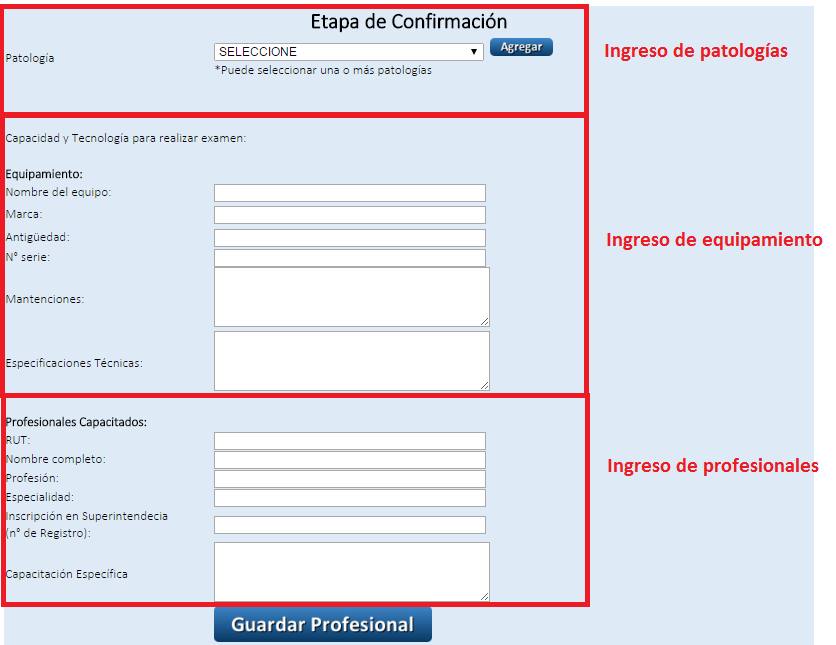 Etapa de Confirmación
Patología
SELECCIONE
Agregar
*Puede seleccionar una o más patologías
Ingreso de patologías
Capacidad y Tecnología para realizar examen:
Equipamiento:
Nombre del equipo:
Marca:
Antigüedad:
N° serie:
Mantenciones:
Especificaciones Técnicas:
Ingreso de equipamiento
Profesionales Capacitados:
RUT:
Nombre completo:
Profesión:
Especialidad:
Inscripción en Superintendecia
(n° de Registro):
Capacitación Específica
Ingreso de profesionales
Guardar Profesional